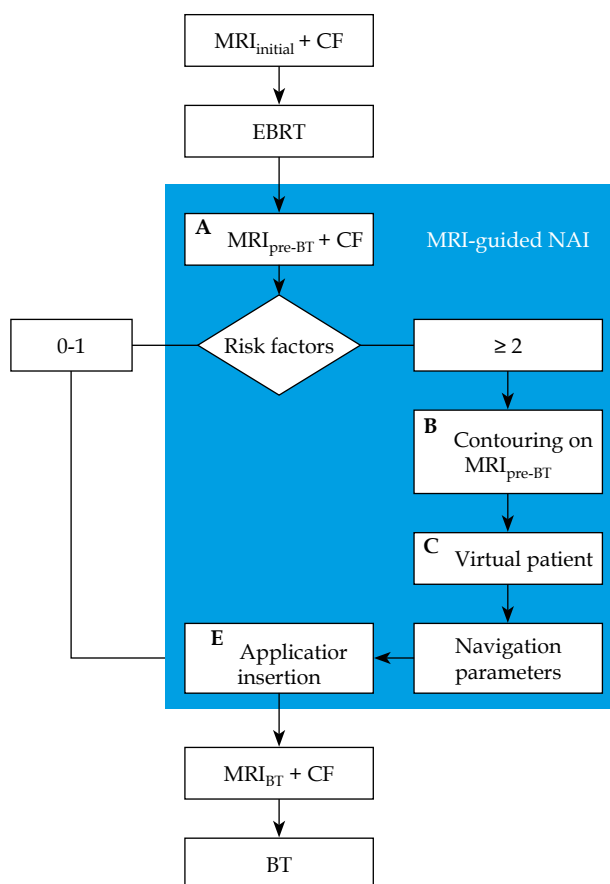 MRIinitial + CF
EBRT
A
MRIpre-BT + CF
MRI-guided NAI
0-1
Risk factors
≥ 2
B
Contouring on
MRIpre-BT
C
Virtual patient
E
Applicatior
insertion
Navigation
parameters
MRIBT + CF
BT